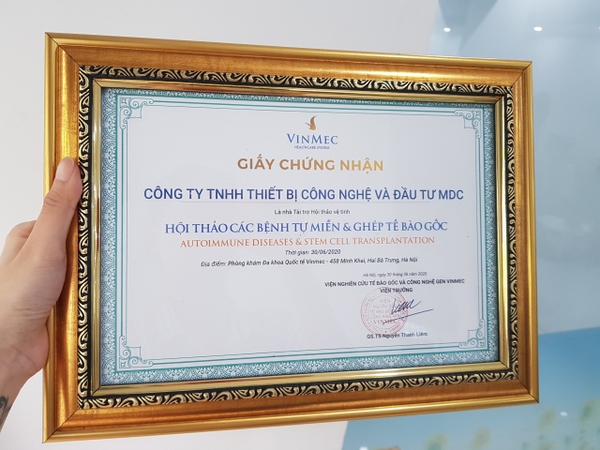 VINMEC
HEALTHCARE SYSTEM
GIẤY CHỨNG NHẬN
CÔNG TY TNHH THIẾT BỊ CÔNG NGHỆ VÀ ĐẦU TƯ MDC
Là nhà Tài trợ Hội thảo vệ tinh
HỘI THẢO CÁC BỆNH TỰ MIỄN & GHÉP TẾ BÀO GỐC
AUTOIMMUNE DISEASES & STEM CELL TRANSPLANTATION
Thời gian: 30/06/2020
Địa điểm: Phòng khám Đa khoa Quốc tế Vinmec - 458 Minh Khai, Hai Bà Trưng, Hà Nội
Hà Nội, ngày 30 tháng 06 năm 2020
VIỆN NGHIÊN CỨU TẾ BÀO GỐC VÀ CÔNG NGHỆ GEN VINMEC
VIỆN TRƯỞNG
VINMEC
GS.TS Nguyễn Thanh Liêm